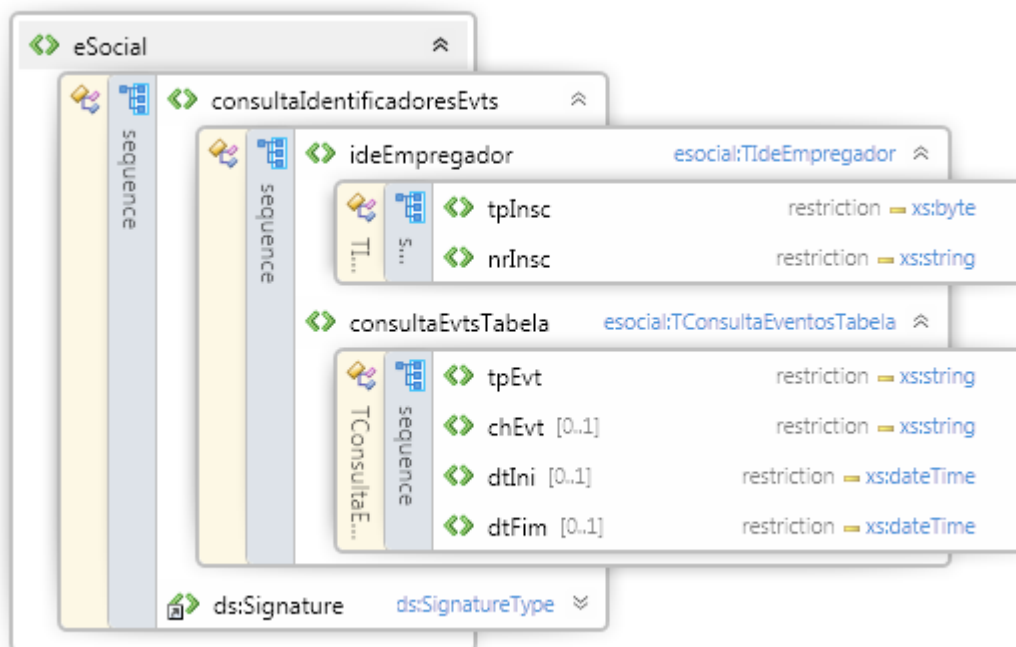 eSocial
sequence
consultaIdentificadoresEvts
sequence
ideEmpregador esocial:TIdeEmpregador
TI...
s...
tpInsc restriction xs:byte
nrInsc restriction xs:string
consultaEvtsTabela esocial:TConsultaEventosTabela
TConsultaE...
sequence
tpEvt restriction xs:string
chEvt [0..1] restriction xs:string
dtIni [0..1] restriction xs:dateTime
dtFim [0..1] restriction xs:dateTime
ds:Signature ds:SignatureType